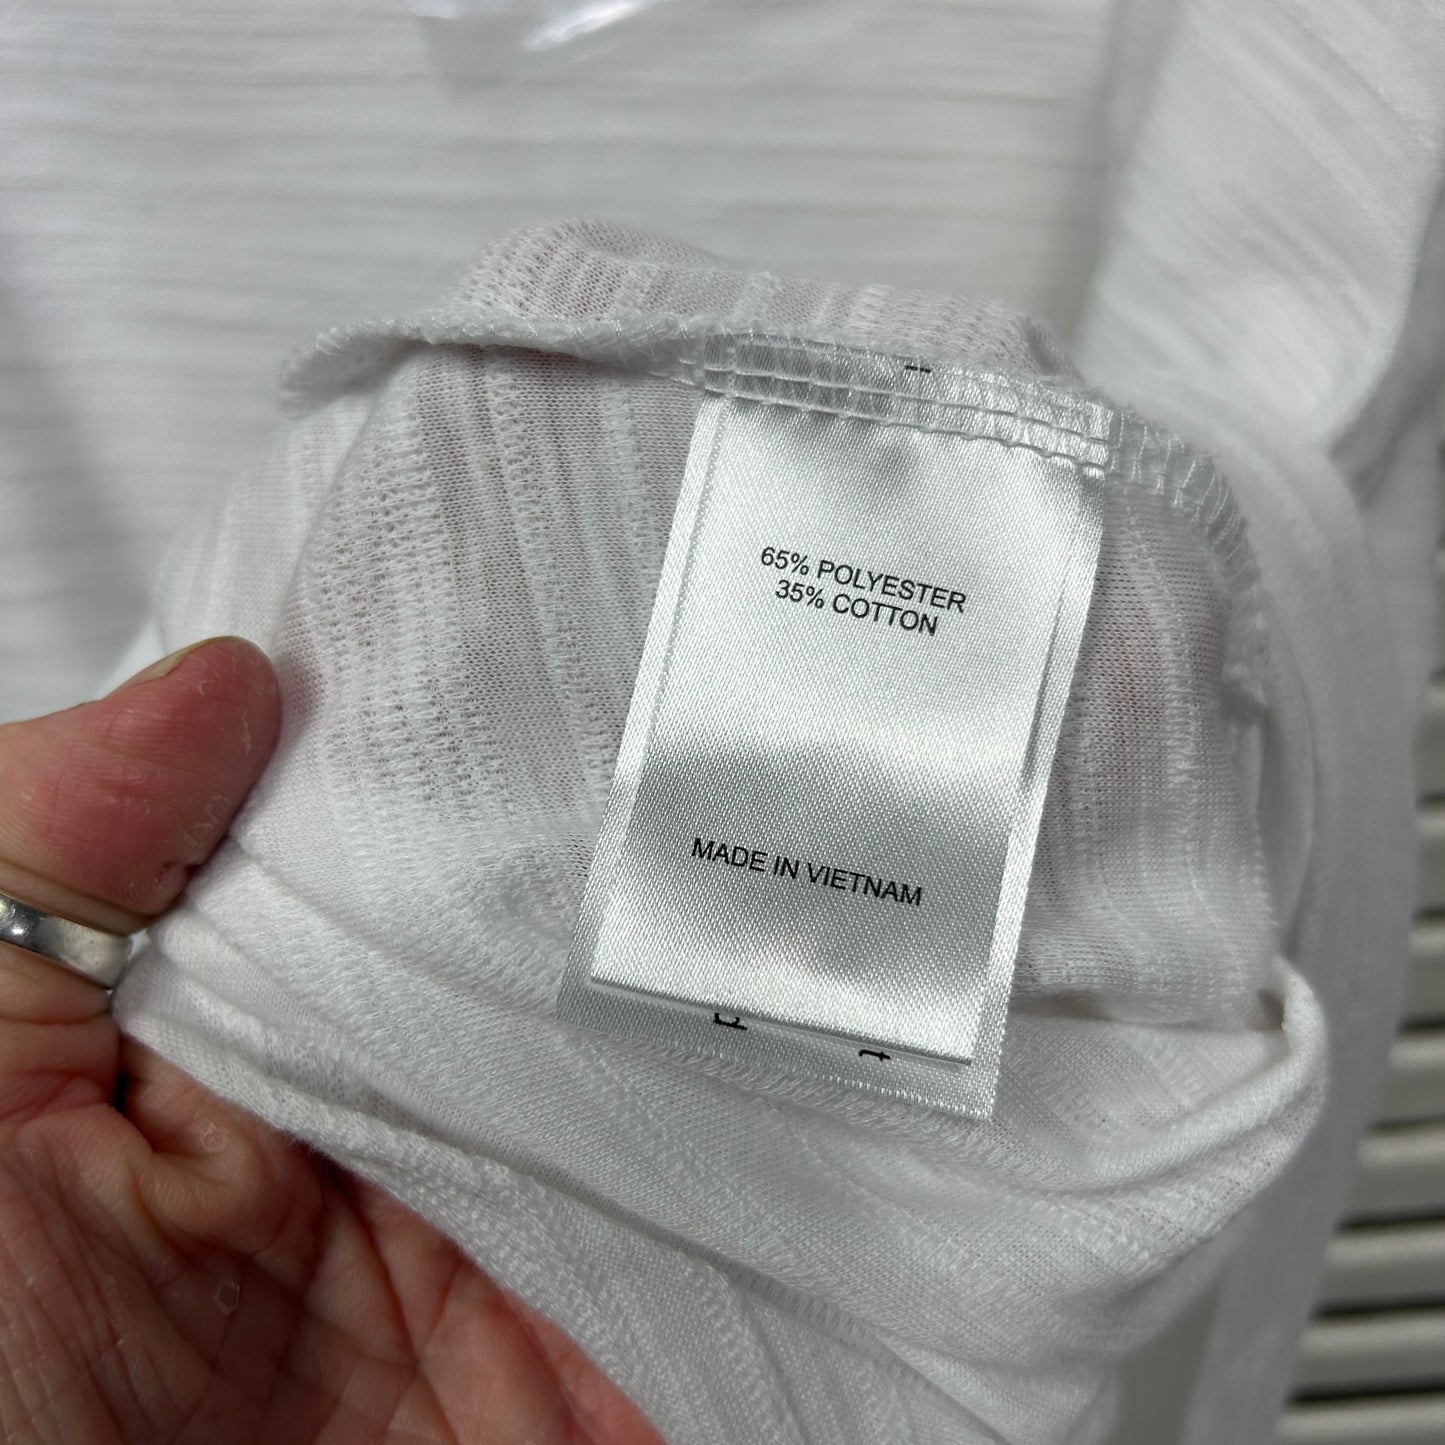 65% POLYESTER
35% COTTON
MADE IN VIETNAM